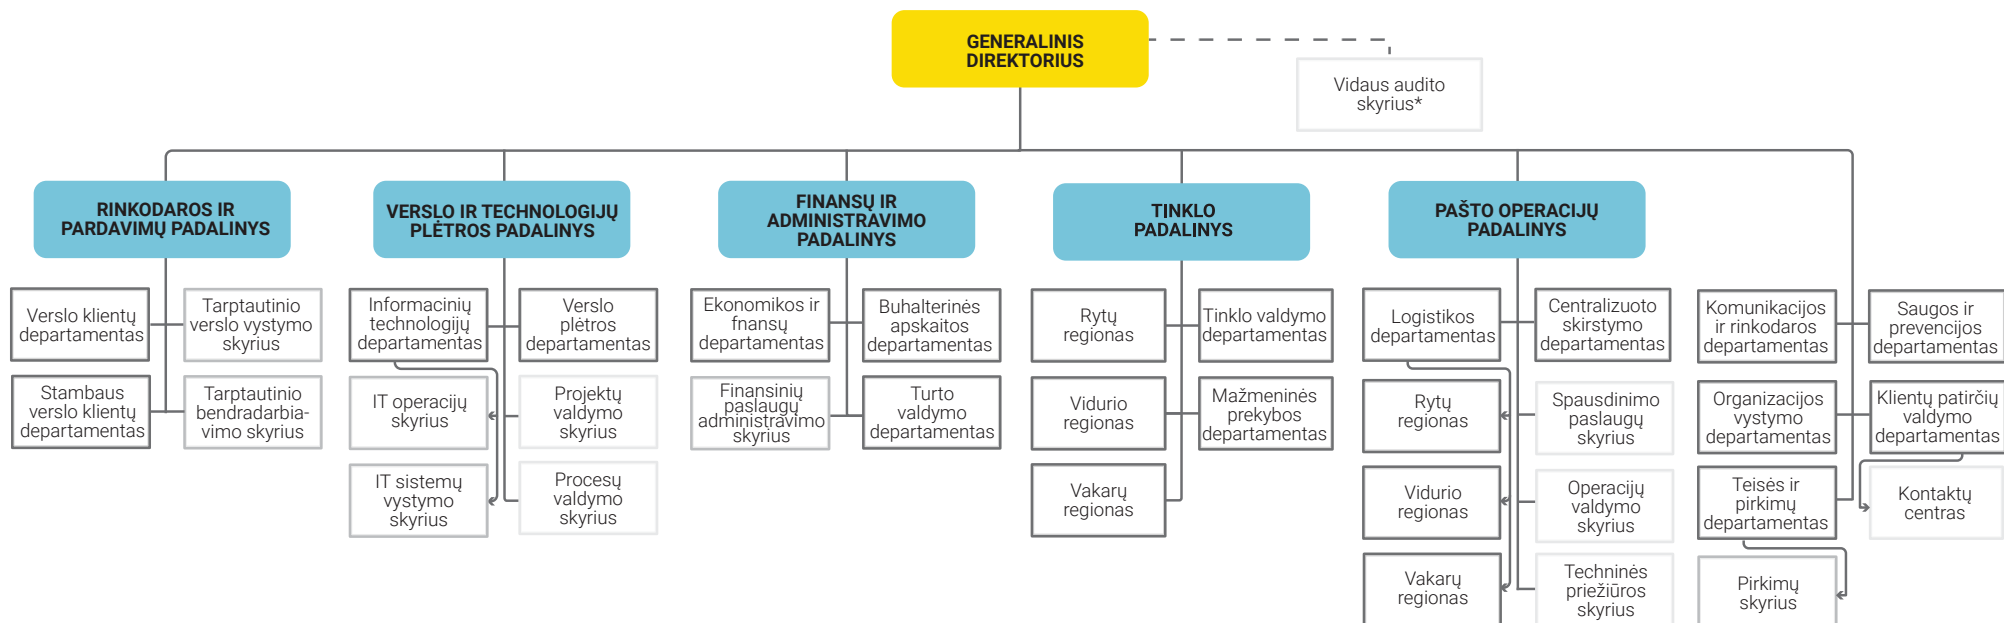 GENERALINIS
DIREKTORIUS
Vidaus audito
skyrius*
RINKODAROS IR
PARDAVIMŲ PADALINYS
VERSLO IR TECHNOLOGIJŲ
PLĖTROS PADALINYS
FINANSŲ IR
ADMINISTRAVIMO
PADALINYS
TINKLO
PADALINYS
PAŠTO OPERACIJŲ
PADALINYS
Verslo klientų
departamentas
Tarptautinio
verslo vystymo
skyrius
Stambaus
verslo klientų
departamentas
Tarptautinio
bendradarbia-
vimo skyrius
Informacinių
technologijų
departamentas
Verslo
plėtros
departamentas
IT operacijų
skyrius
Projektų
valdymo
skyrius
IT sistemų
vystymo
skyrius
Procesų
valdymo
skyrius
Ekonomikos ir
fnansų
departamentas
Buhalterinės
apskaitos
departamentas
Finansinių
paslaugų
administravimo
skyrius
Turto
valdymo
departamentas
Rytų
regionas
Tinklo valdymo
departamentas
Vidurio
regionas
Mažmeninės
prekybos
departamentas
Vakarų
regionas
Logistikos
departamentas
Centralizuoto
skirstymo
departamentas
Rytų
regionas
Spausdinimo
paslaugų
skyrius
Vidurio
regionas
Operacijų
valdymo
skyrius
Vakarų
regionas
Techninės
priežiūros
skyrius
Komunikacijos
ir rinkodaros
departamentas
Saugos ir
prevencijos
departamentas
Organizacijos
vystymo
departamentas
Klientų patirčių
valdymo
departamentas
Teisės ir
pirkimų
departamentas
Kontaktų
centras
Pirkimų
skyrius